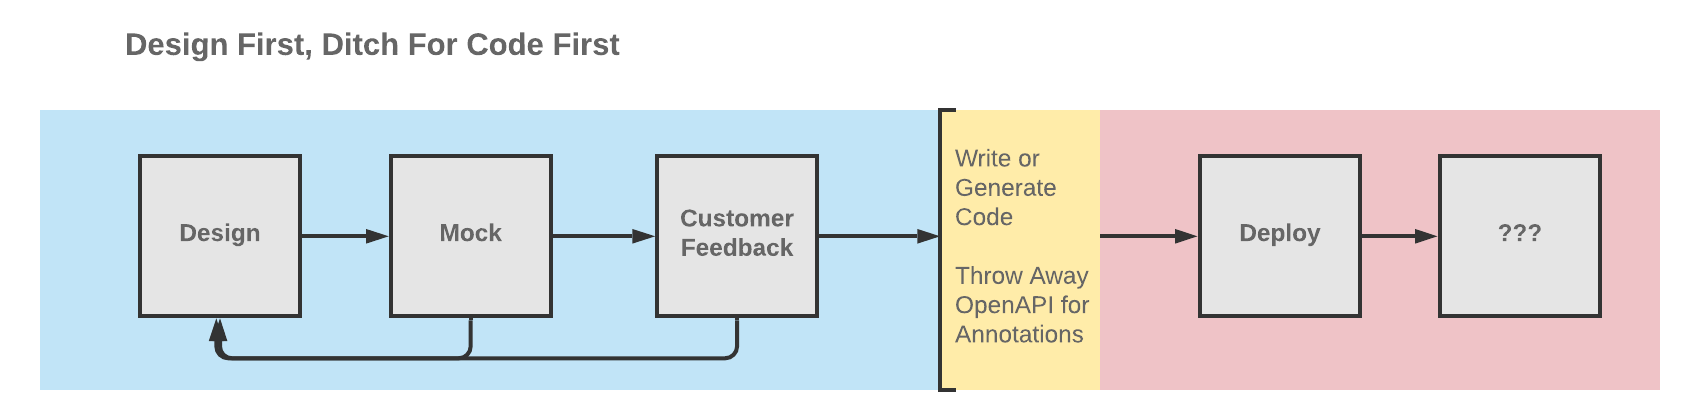 Design First, Ditch For Code First
Design
Mock
Customer
Feedback
Write or
Generate
Code
Throw Away
OpenAPI for
Annotations
Deploy
???